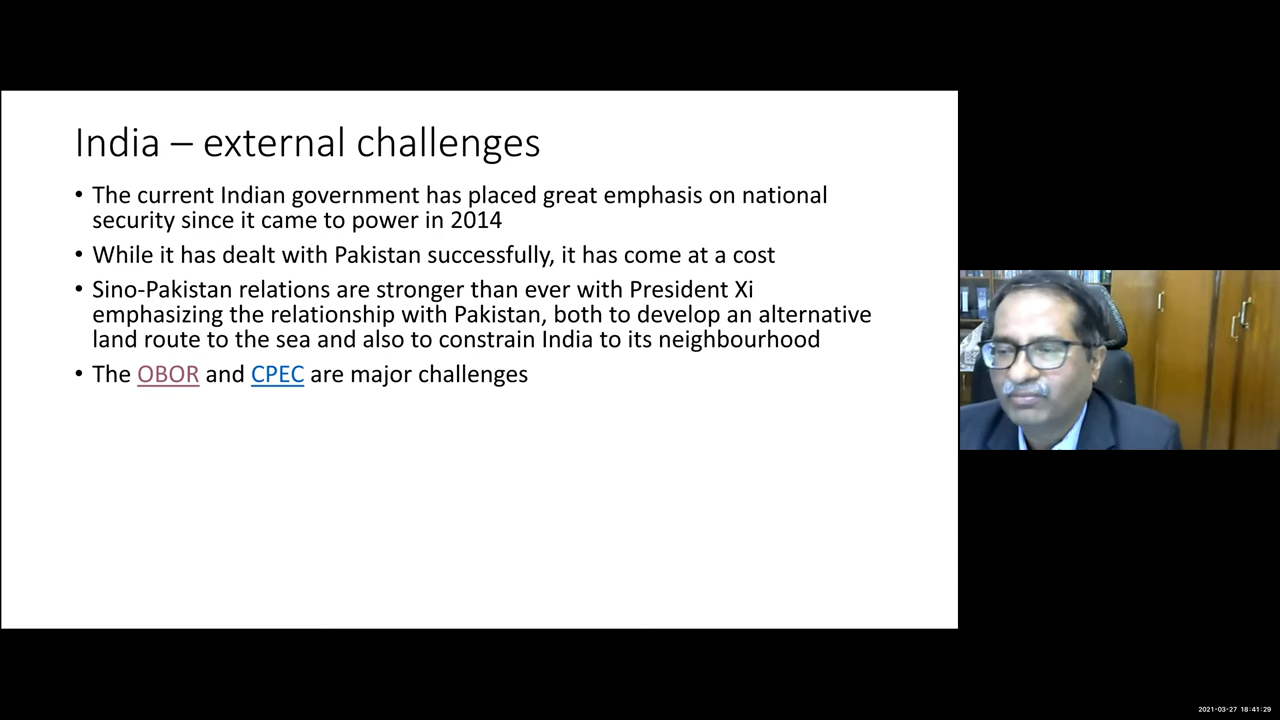 India – external challenges
• The current Indian government has placed great emphasis on national
security since it came to power in 2014
• While it has dealt with Pakistan successfully, it has come at a cost
• Sino-Pakistan relations are stronger than ever with President Xi
emphasizing the relationship with Pakistan, both to develop an alternative
land route to the sea and also to constrain India to its neighbourhood
• The OBOR and CPEC are major challenges
2021-03-27 18:41:29